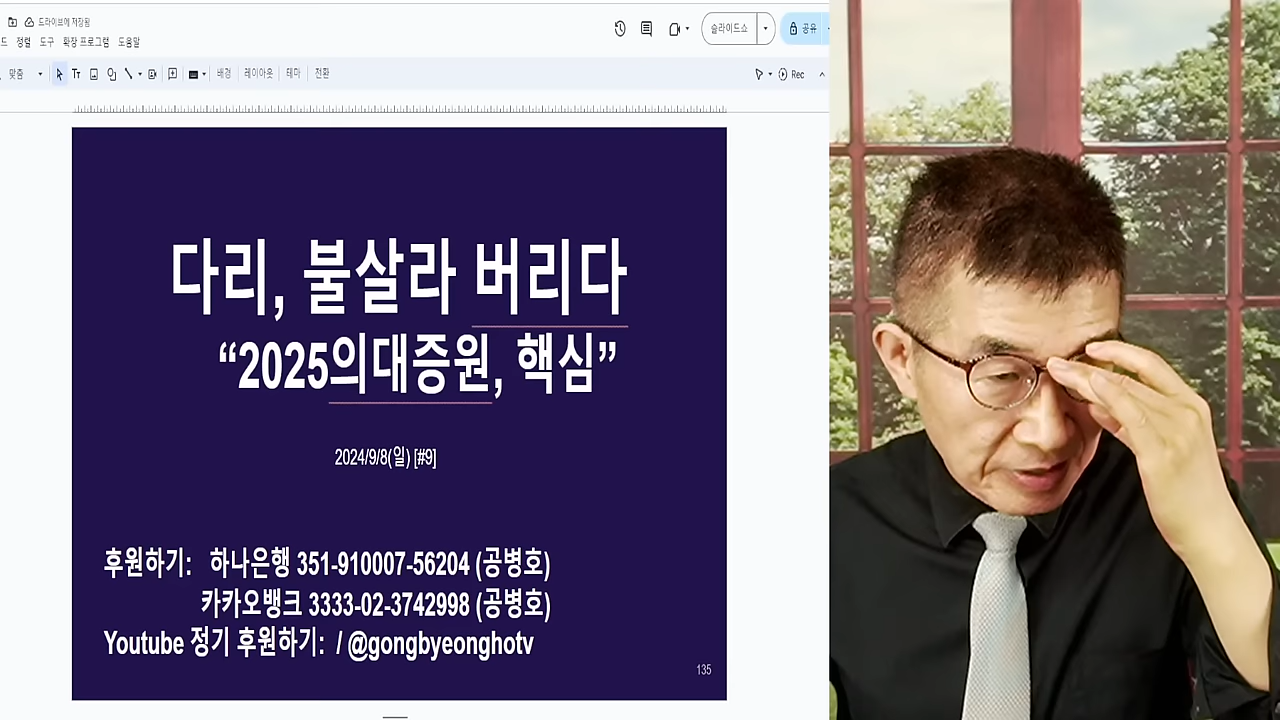 드라이브에 저장됨
드 정렬 도구 확장 프로그램 도움말
슬라이드쇼
공유
맞춤 Tт 배경 레이아웃 테마 전환 Rec
다리, 불살라 버리다
“2025의대증원, 핵심”
2024/9/8(일) [#9]
후원하기: 하나은행 351-910007-56204 (공병호)
카카오뱅크 3333-02-3742998 (공병호)
Youtube 정기 후원하기: / @gongbyeonghotv
135